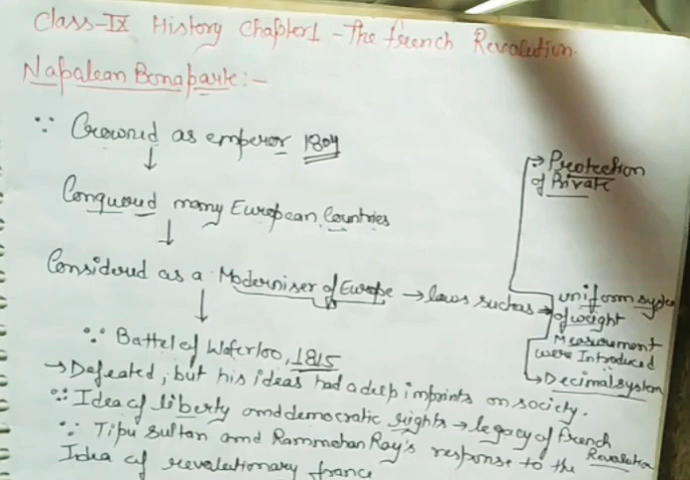 Class-IX History Chapter1 - The French Revolution.
Napalean Bonaparte:-
∵ Crowned as emperor 1804
↓
Conquoud many European Countries
↓
Considered as a Moderniser of Europe → laws such as →
⇒ Protection
of Private
uniform system
of weight
Measurement
were Introduced
→ Decimal system
↓
∵ Battel of Waterloo, 1815
→ Defeated, but his ideas had a deep imprints on society.
∵ Idea of liberty and democratic rights → legacy of French
Revolution
∵ Tipu Sultan and Rammohan Roy's response to the
Idea of revolutionary france